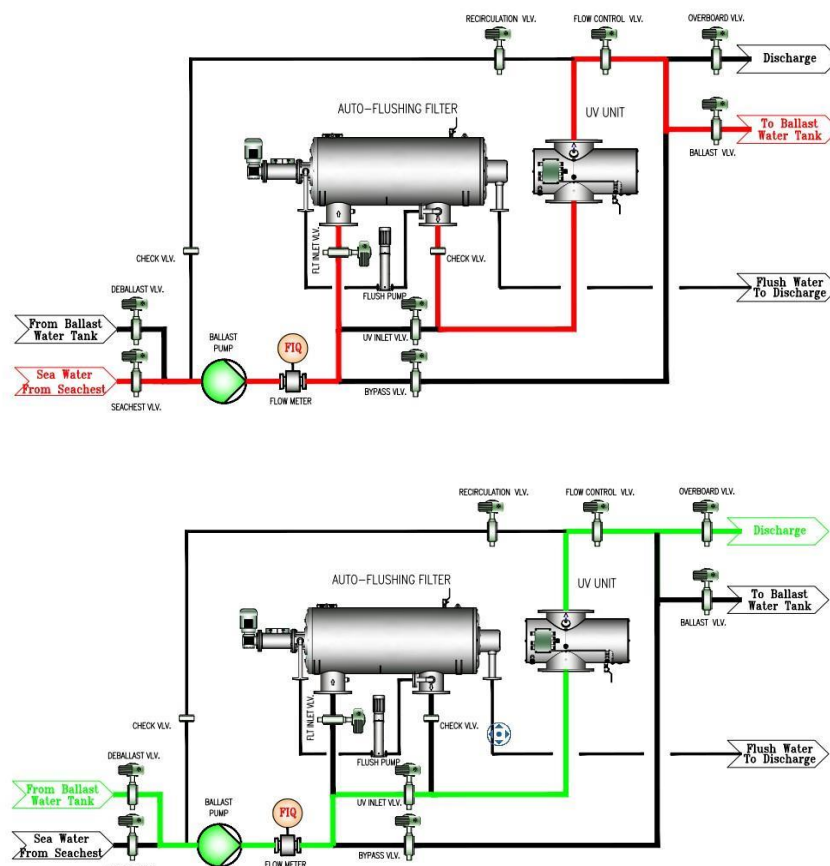 RECIRCULATION VLV.
FLOW CONTROL VLV.
OVERBOARD VLV.
Discharge
AUTO-FLUSHING FILTER
UV UNIT
To Ballast
Water Tank
BALLAST VLV.
FLT INLET VLV.
CHECK VLV.
CHECK VLV.
FLUSH PUMP
Flush Water
To Discharge
DEBALLAST VLV.
From Ballast
Water Tank
BALLAST
PUMP
UV INLET VLV.
FIQ
Sea Water
From Seachest
SEACHEST VLV.
FLOW METER
BYPASS VLV.
RECIRCULATION VLV.
FLOW CONTROL VLV.
OVERBOARD VLV.
Discharge
AUTO-FLUSHING FILTER
UV UNIT
To Ballast
Water Tank
BALLAST VLV.
FLT INLET VLV.
CHECK VLV.
CHECK VLV.
FLUSH PUMP
Flush Water
To Discharge
DEBALLAST VLV.
From Ballast
Water Tank
BALLAST
PUMP
UV INLET VLV.
FIQ
Sea Water
From Seachest
FLOW METER
BYPASS VLV.